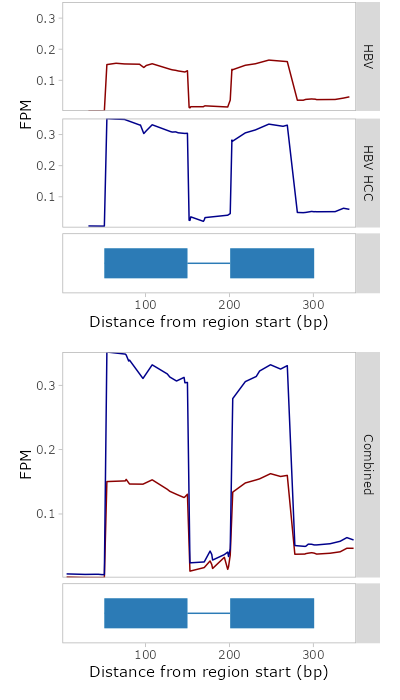 0.3
0.2
0.1
HBV
FPM
0.3
0.2
0.1
HBV HCC
100
200
300
Distance from region start (bp)
0.3
0.2
0.1
FPM
Combined
100
200
300
Distance from region start (bp)